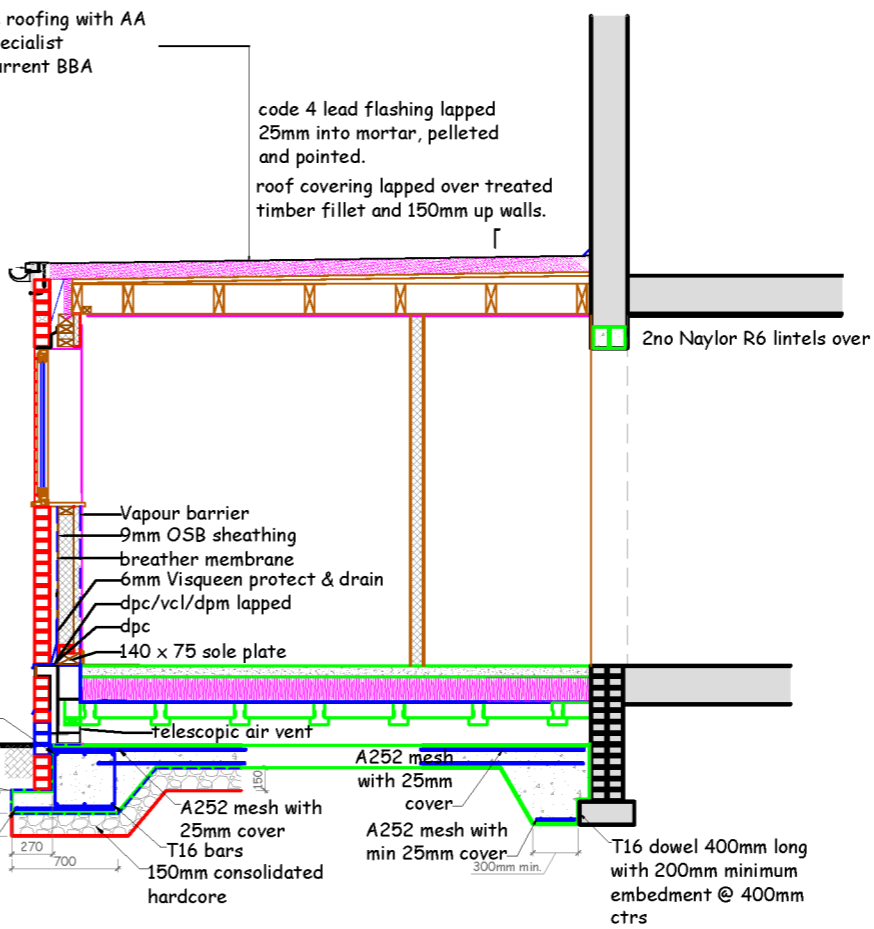 roofing with AA
ecialist
urrent BBA
code 4 lead flashing lapped
25mm into mortar, pelleted
and pointed.
roof covering lapped over treated
timber fillet and 150mm up walls.
2no Naylor R6 lintels over
Vapour barrier
9mm OSB sheathing
breather membrane
6mm Visqueen protect & drain
dpc/vcl/dpm lapped
dpc
140 x 75 sole plate
telescopic air vent
A252 mesh
with 25mm
cover
150
A252 mesh with
25mm cover
T16 bars
150mm consolidated
hardcore
A252 mesh with
min 25mm cover
270
700
300mm min.
T16 dowel 400mm long
with 200mm minimum
embedment @ 400mm
ctrs